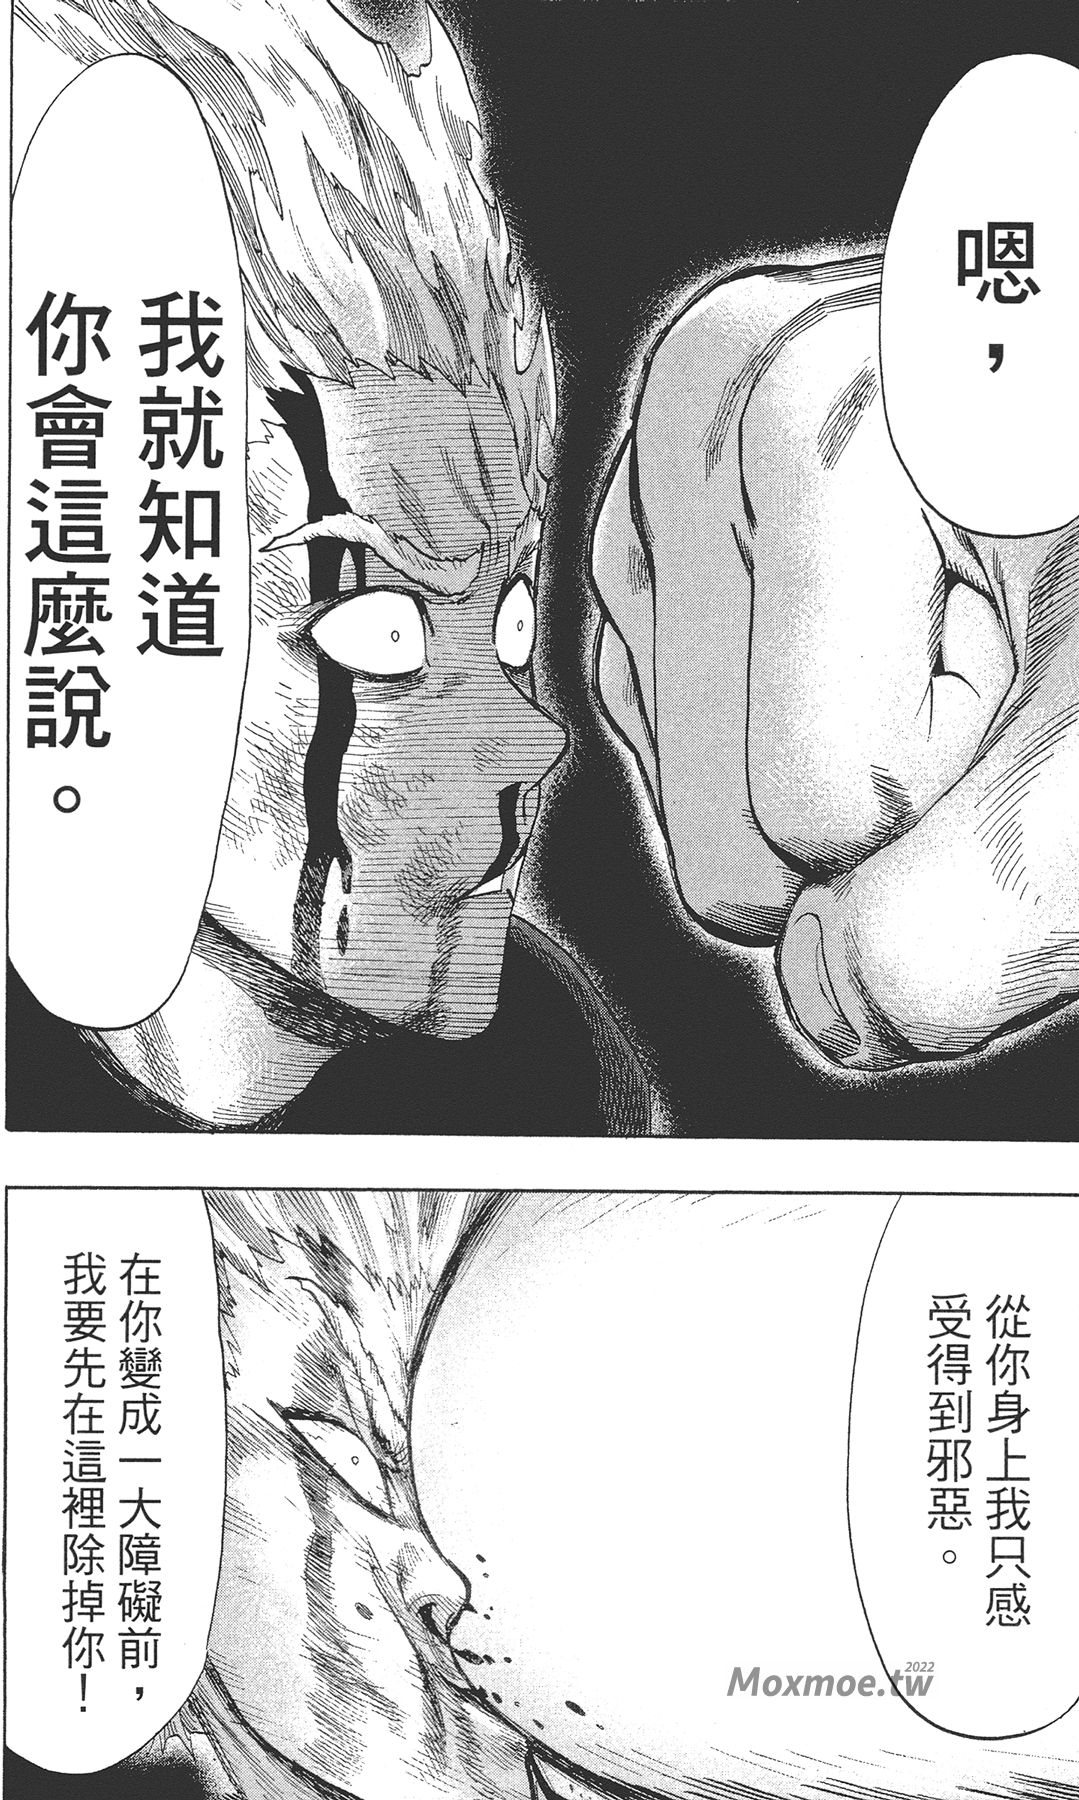 嗯，
我就知道
你會這麼說。
從你身上我只感
受得到邪惡。
在你變成一大障礙前，
我要先在這裡除掉你！
Moxmoe.tw
2022